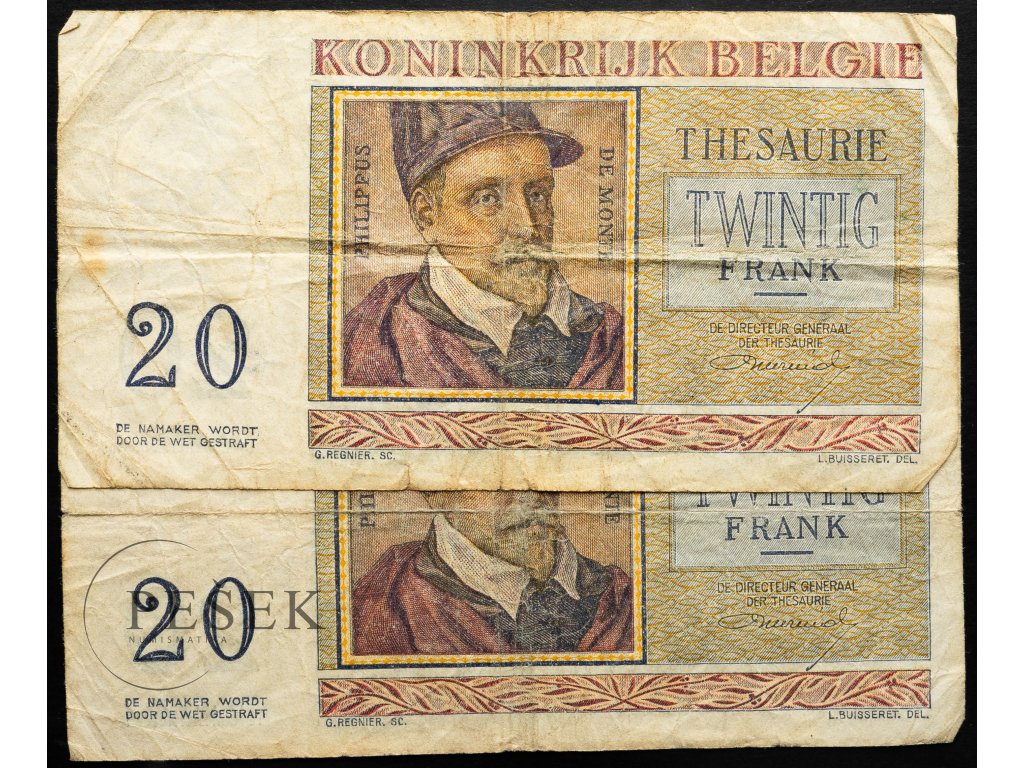 KONINKRIJK BELGIE
PHILIPPUS
DE MONTE
THESAURIE
TWINTIG
FRANK
DE DIRECTEUR GENERAAL
DER THESAURIE
20
DE NAMAKER WORDT
DOOR DE WET GESTRAFT
G. REGNIER. SC.
L. BUISSERET. DEL.
TWINTIG
FRANK
DE DIRECTEUR GENERAAL
DER THESAURIE
20
PESEK
NUMISMATIKA
DE NAMAKER WORDT
DOOR DE WET GESTRAFT
G. REGNIER, SC.
L. BUISSERET. DEL.